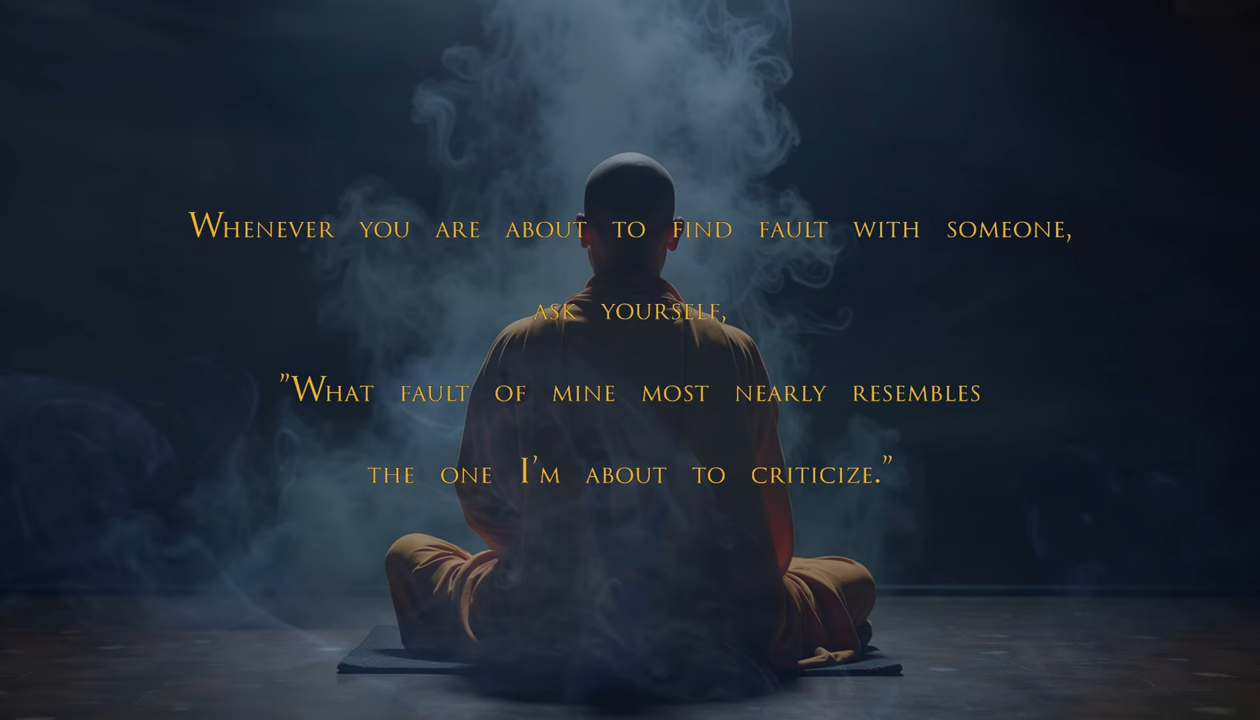 Whenever you are about to find fault with someone,
ask yourself,
”What fault of mine most nearly resembles
the one I’m about to criticize.”